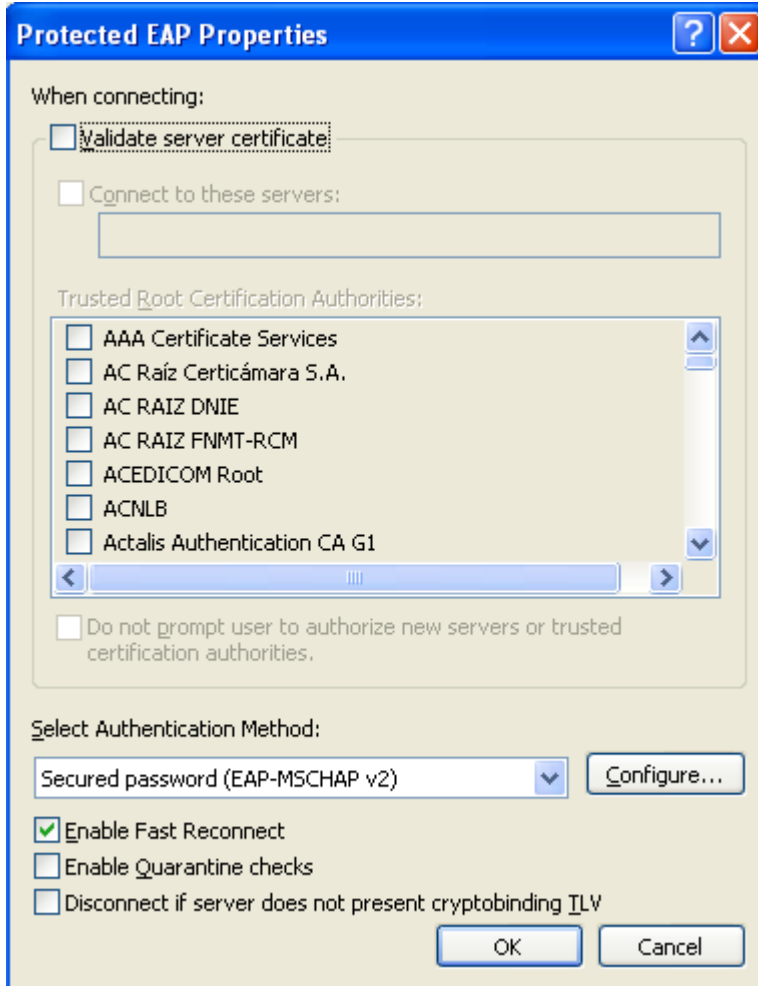 Protected EAP Properties
When connecting:
Validate server certificate
Connect to these servers:
Trusted Root Certification Authorities:
AAA Certificate Services
AC Raíz Certicámara S.A.
AC RAIZ DNIE
AC RAIZ FNMT-RCM
ACEDICOM Root
ACNLB
Actalis Authentication CA G1
Do not prompt user to authorize new servers or trusted
certification authorities.
Select Authentication Method:
Secured password (EAP-MSCHAP v2)
Configure...
Enable Fast Reconnect
Enable Quarantine checks
Disconnect if server does not present cryptobinding TLV
OK Cancel